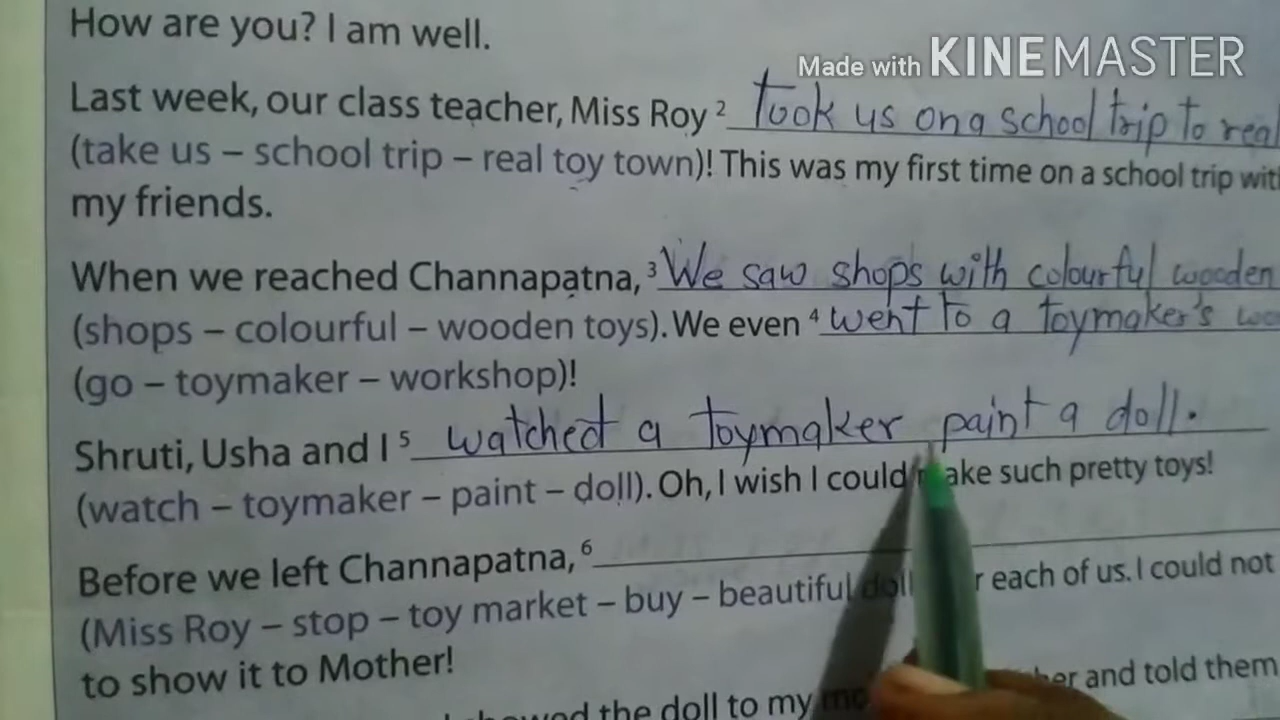 How are you? I am well.
Made with KINEMASTER
Last week, our class teacher, Miss Roy 2 Took us on a school trip to real
(take us – school trip – real toy town)! This was my first time on a school trip with
my friends.
When we reached Channapatna, 3 We saw shops with colourful wooden
(shops – colourful – wooden toys). We even 4 went to a toymaker's
(go – toymaker – workshop)!
Shruti, Usha and I 5 watched a toymaker paint a doll.
(watch – toymaker – paint – doll). Oh, I wish I could make such pretty toys!
Before we left Channapatna, 6
(Miss Roy – stop – toy market – buy – beautiful each of us. I could not
to show it to Mother!
the doll to my and told them